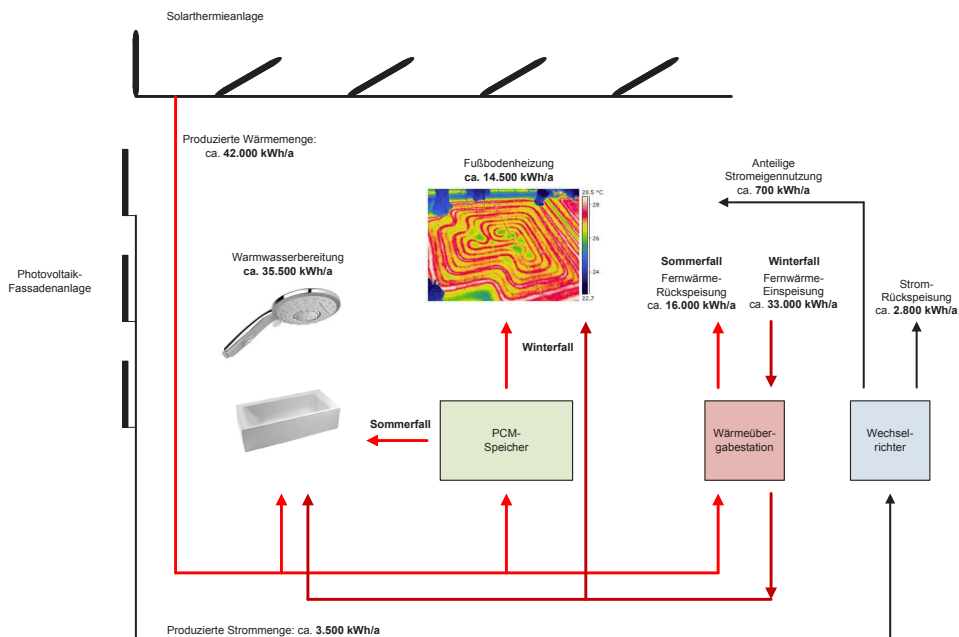 Solarthermieanlage
Produzierte Wärmemenge:
ca. 42.000 kWh/a
Fußbodenheizung
ca. 14.500 kWh/a
Anteilige
Stromeigennutzung
ca. 700 kWh/a
28.5 °C
28
26
24
22.7
Warmwasserbereitung
ca. 35.500 kWh/a
Photovoltaik-
Fassadenanlage
Sommerfall
Fernwärme-
Rückspeisung
ca. 16.000 kWh/a
Winterfall
Fernwärme-
Einspeisung
ca. 33.000 kWh/a
Strom-
Rückspeisung
ca. 2.800 kWh/a
Winterfall
Sommerfall
PCM-
Speicher
Wärmeüber-
gabestation
Wechsel-
richter
Produzierte Strommenge: ca. 3.500 kWh/a